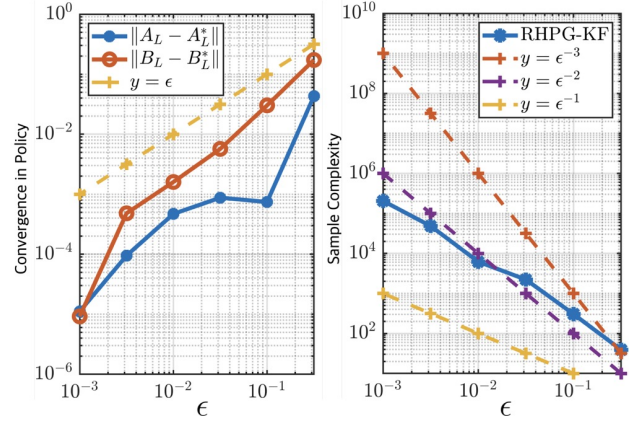 10^0
10^{-2}
10^{-4}
10^{-6}
Convergence in Policy
‖A_L − A_L^*‖
‖B_L − B_L^*‖
y = ϵ
10^{-3}
10^{-2}
10^{-1}
ϵ
10^{10}
10^8
10^6
10^4
10^2
Sample Complexity
RHPG-KF
y = ϵ^{-3}
y = ϵ^{-2}
y = ϵ^{-1}
10^{-3}
10^{-2}
10^{-1}
ϵ